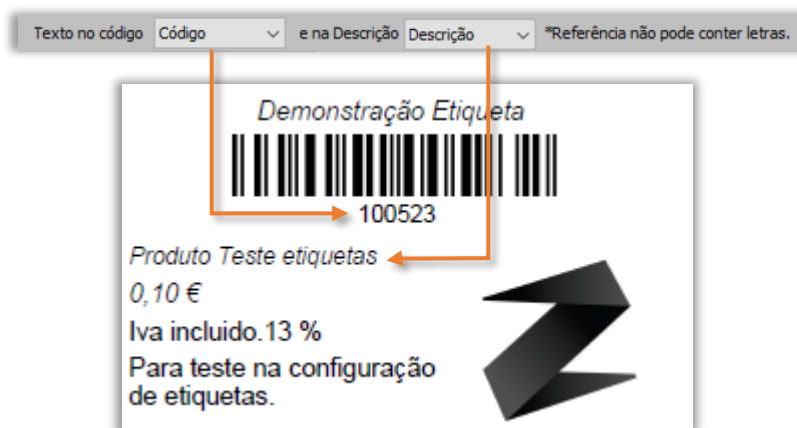 Texto no código Código e na Descrição Descrição *Referência não pode conter letras.
Demonstração Etiqueta
100523
Produto Teste etiquetas
0,10 €
Iva incluido.13 %
Para teste na configuração
de etiquetas.